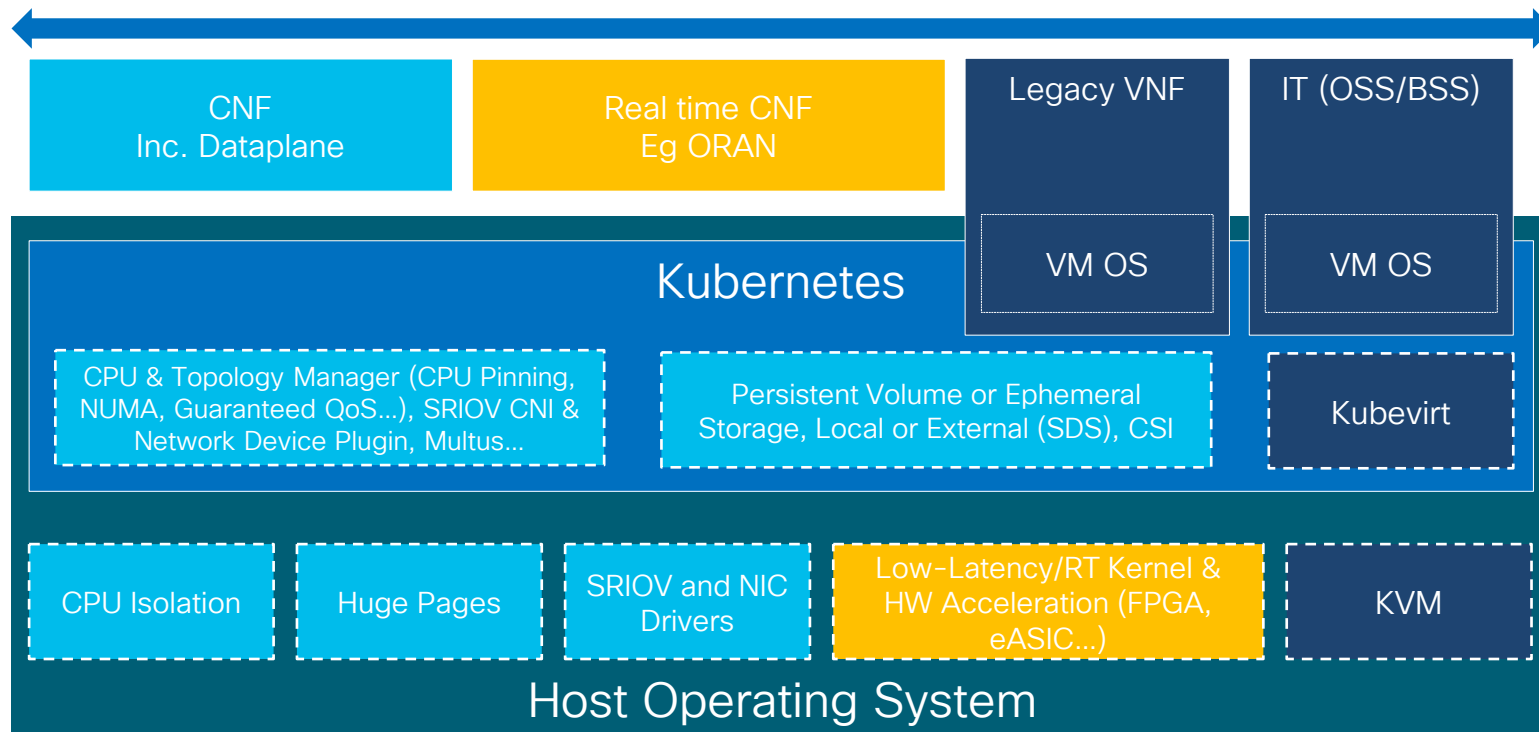 CNF
Inc. Dataplane
Real time CNF
Eg ORAN
Legacy VNF
IT (OSS/BSS)
VM OS
VM OS
Kubernetes
CPU & Topology Manager (CPU Pinning,
NUMA, Guaranteed QoS...), SRIOV CNI &
Network Device Plugin, Multus...
Persistent Volume or Ephemeral
Storage, Local or External (SDS), CSI
Kubevirt
CPU Isolation
Huge Pages
SRIOV and NIC
Drivers
Low-Latency/RT Kernel &
HW Acceleration (FPGA,
eASIC...)
KVM
Host Operating System